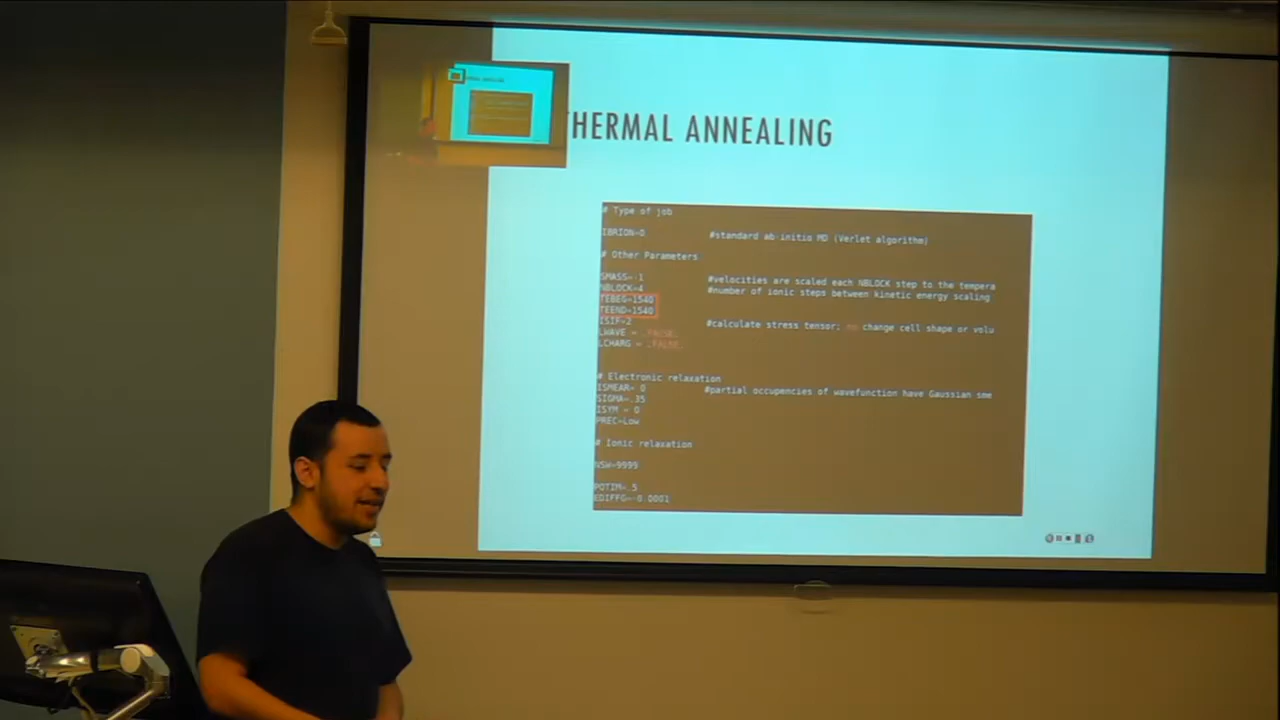 THERMAL ANNEALING
# Type of job
IBRION=0 #standard ab-initio MD (Verlet algorithm)
# Other Parameters
SMASS=-1 #velocities are scaled each NBLOCK step to the tempera
NBLOCK=4 #number of ionic steps between kinetic energy scaling
TEBEG=1540
TEEND=1540
ISIF=2 #calculate stress tensor; no change cell shape or volu
LWAVE = .FALSE.
LCHARG = .FALSE.
# Electronic relaxation
ISMEAR= 0 #partial occupencies of wavefunction have Gaussian sme
SIGMA=.35
ISYM = 0
PREC=Low
# Ionic relaxation
NSW=9999
POTIM=.5
EDIFFG=-0.0001